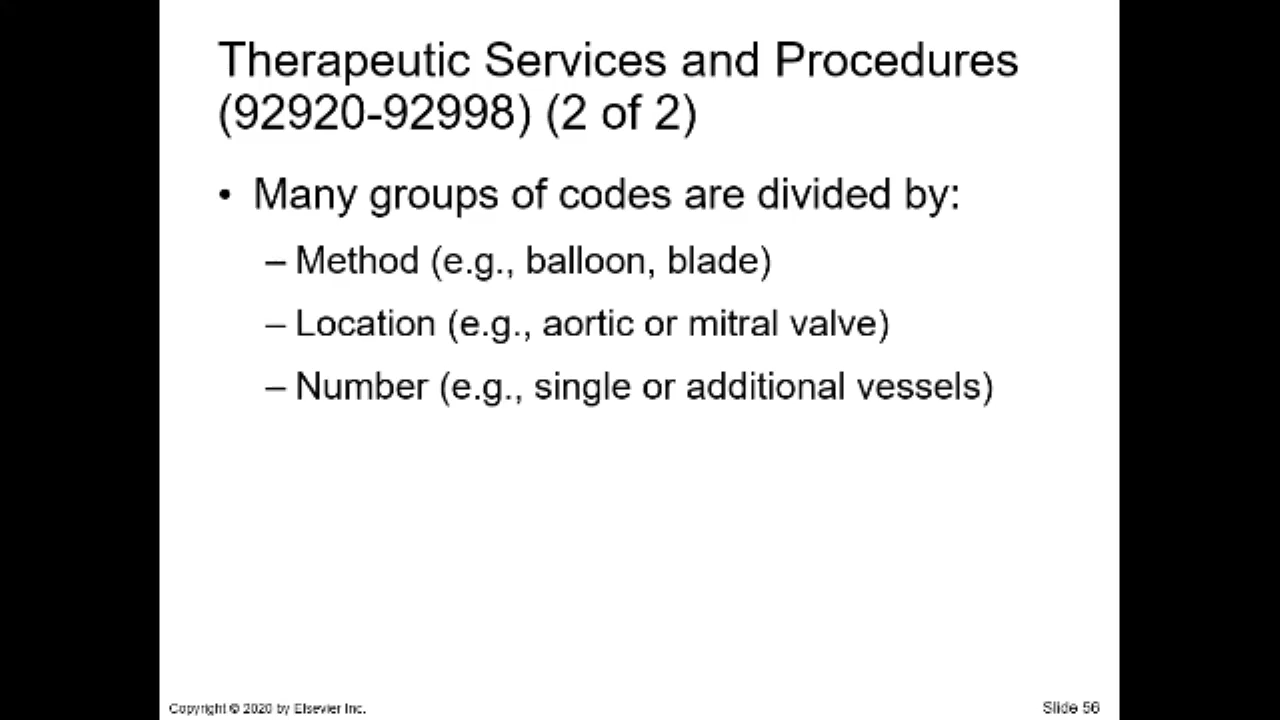 Therapeutic Services and Procedures
(92920-92998) (2 of 2)
• Many groups of codes are divided by:
– Method (e.g., balloon, blade)
– Location (e.g., aortic or mitral valve)
– Number (e.g., single or additional vessels)
Copyright © 2020 by Elsevier Inc.
Slide 56